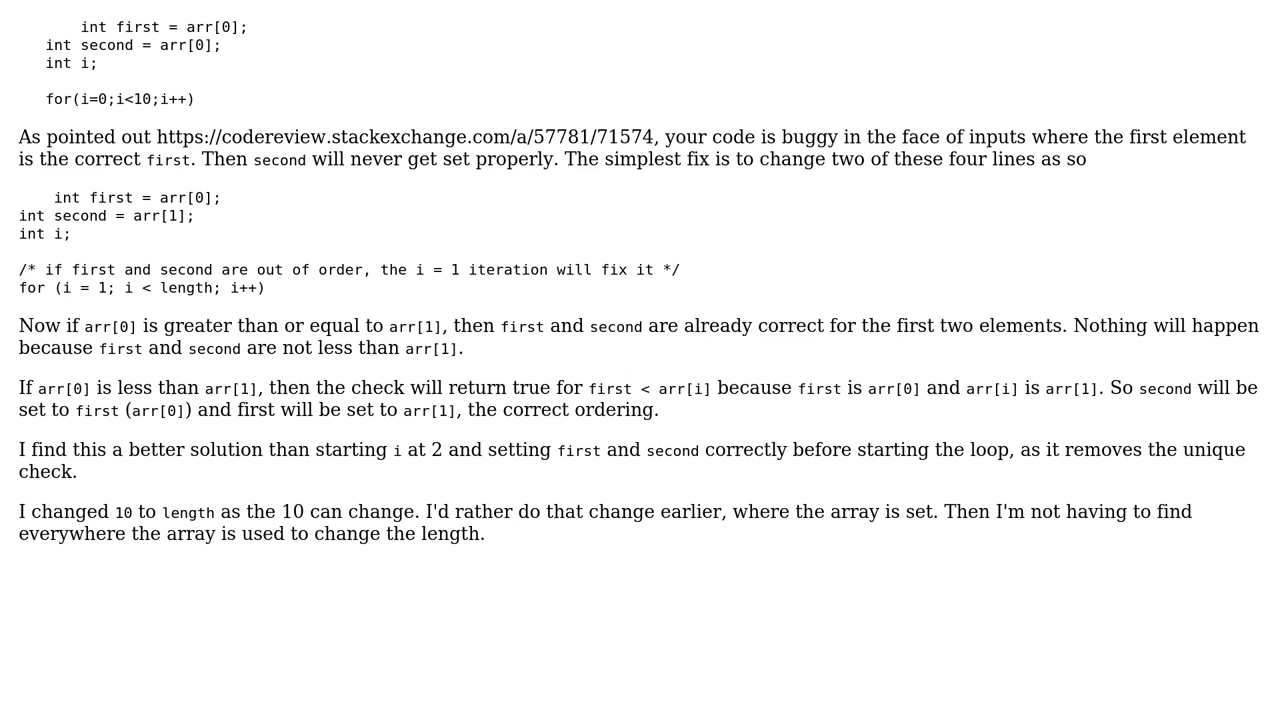 int first = arr[0];
int second = arr[0];
int i;
for(i=0;i<10;i++)
As pointed out https://codereview.stackexchange.com/a/57781/71574, your code is buggy in the face of inputs where the first element
is the correct first. Then second will never get set properly. The simplest fix is to change two of these four lines as so
int first = arr[0];
int second = arr[1];
int i;
/* if first and second are out of order, the i = 1 iteration will fix it */
for (i = 1; i < length; i++)
Now if arr[0] is greater than or equal to arr[1], then first and second are already correct for the first two elements. Nothing will happen
because first and second are not less than arr[1].
If arr[0] is less than arr[1], then the check will return true for first < arr[i] because first is arr[0] and arr[i] is arr[1]. So second will be
set to first (arr[0]) and first will be set to arr[1], the correct ordering.
I find this a better solution than starting i at 2 and setting first and second correctly before starting the loop, as it removes the unique
check.
I changed 10 to length as the 10 can change. I'd rather do that change earlier, where the array is set. Then I'm not having to find
everywhere the array is used to change the length.